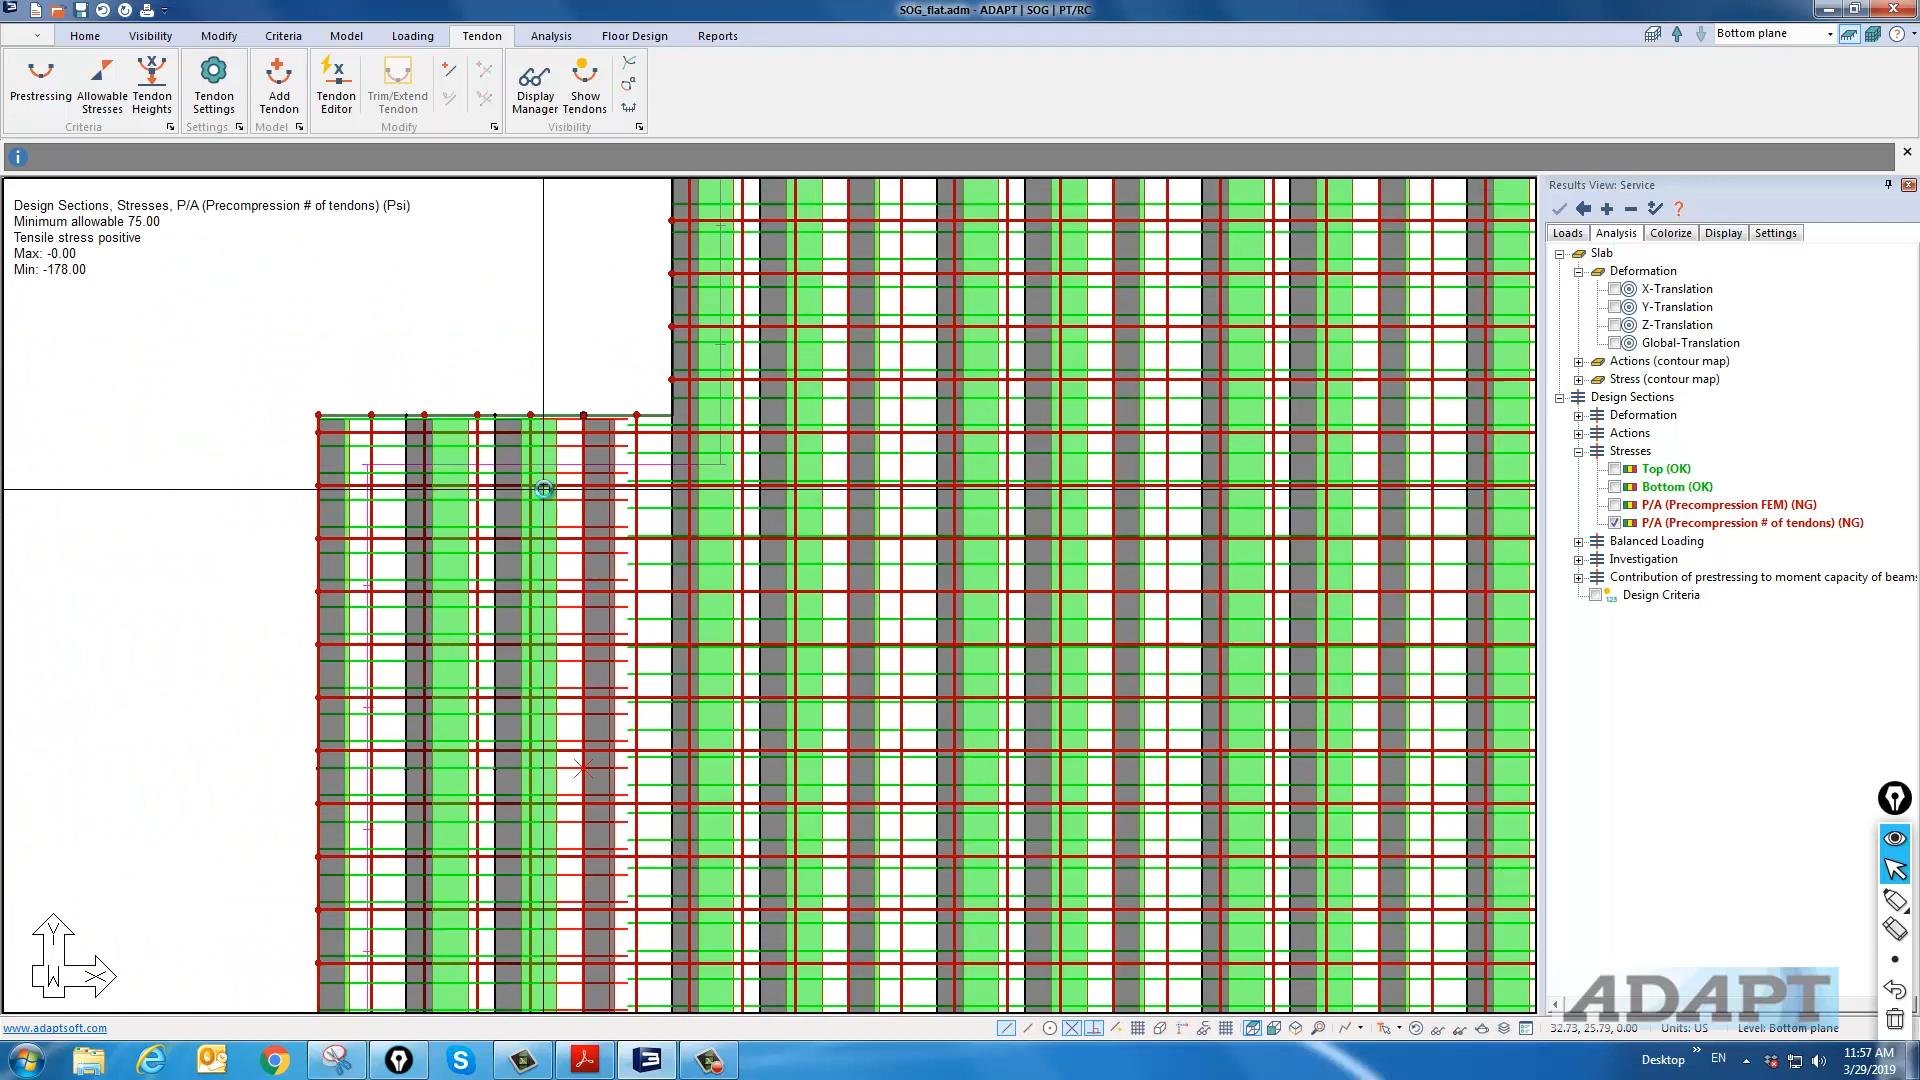 SOG_flat.adm - ADAPT | SOG | PT/RC
Home Visibility Modify Criteria Model Loading Tendon Analysis Floor Design Reports
Bottom plane
Prestressing
Allowable Stresses
Tendon Heights
Criteria
Tendon Settings
Settings
Add Tendon
Model
Tendon Editor
Trim/Extend Tendon
Modify
Display Manager
Show Tendons
Visibility
Design Sections, Stresses, P/A (Precompression # of tendons) (Psi)
Minimum allowable 75.00
Tensile stress positive
Max: -0.00
Min: -178.00
Y
W X
Results View: Service
Loads Analysis Colorize Display Settings
Slab
Deformation
X-Translation
Y-Translation
Z-Translation
Global-Translation
Actions (contour map)
Stress (contour map)
Design Sections
Deformation
Actions
Stresses
Top (OK)
Bottom (OK)
P/A (Precompression FEM) (NG)
P/A (Precompression # of tendons) (NG)
Balanced Loading
Investigation
Contribution of prestressing to moment capacity of beams
Design Criteria
ADAPT
www.adaptsoft.com
32.73, 25.79, 0.00 Units: US Level: Bottom plane
Desktop EN 11:57 AM
3/29/2019